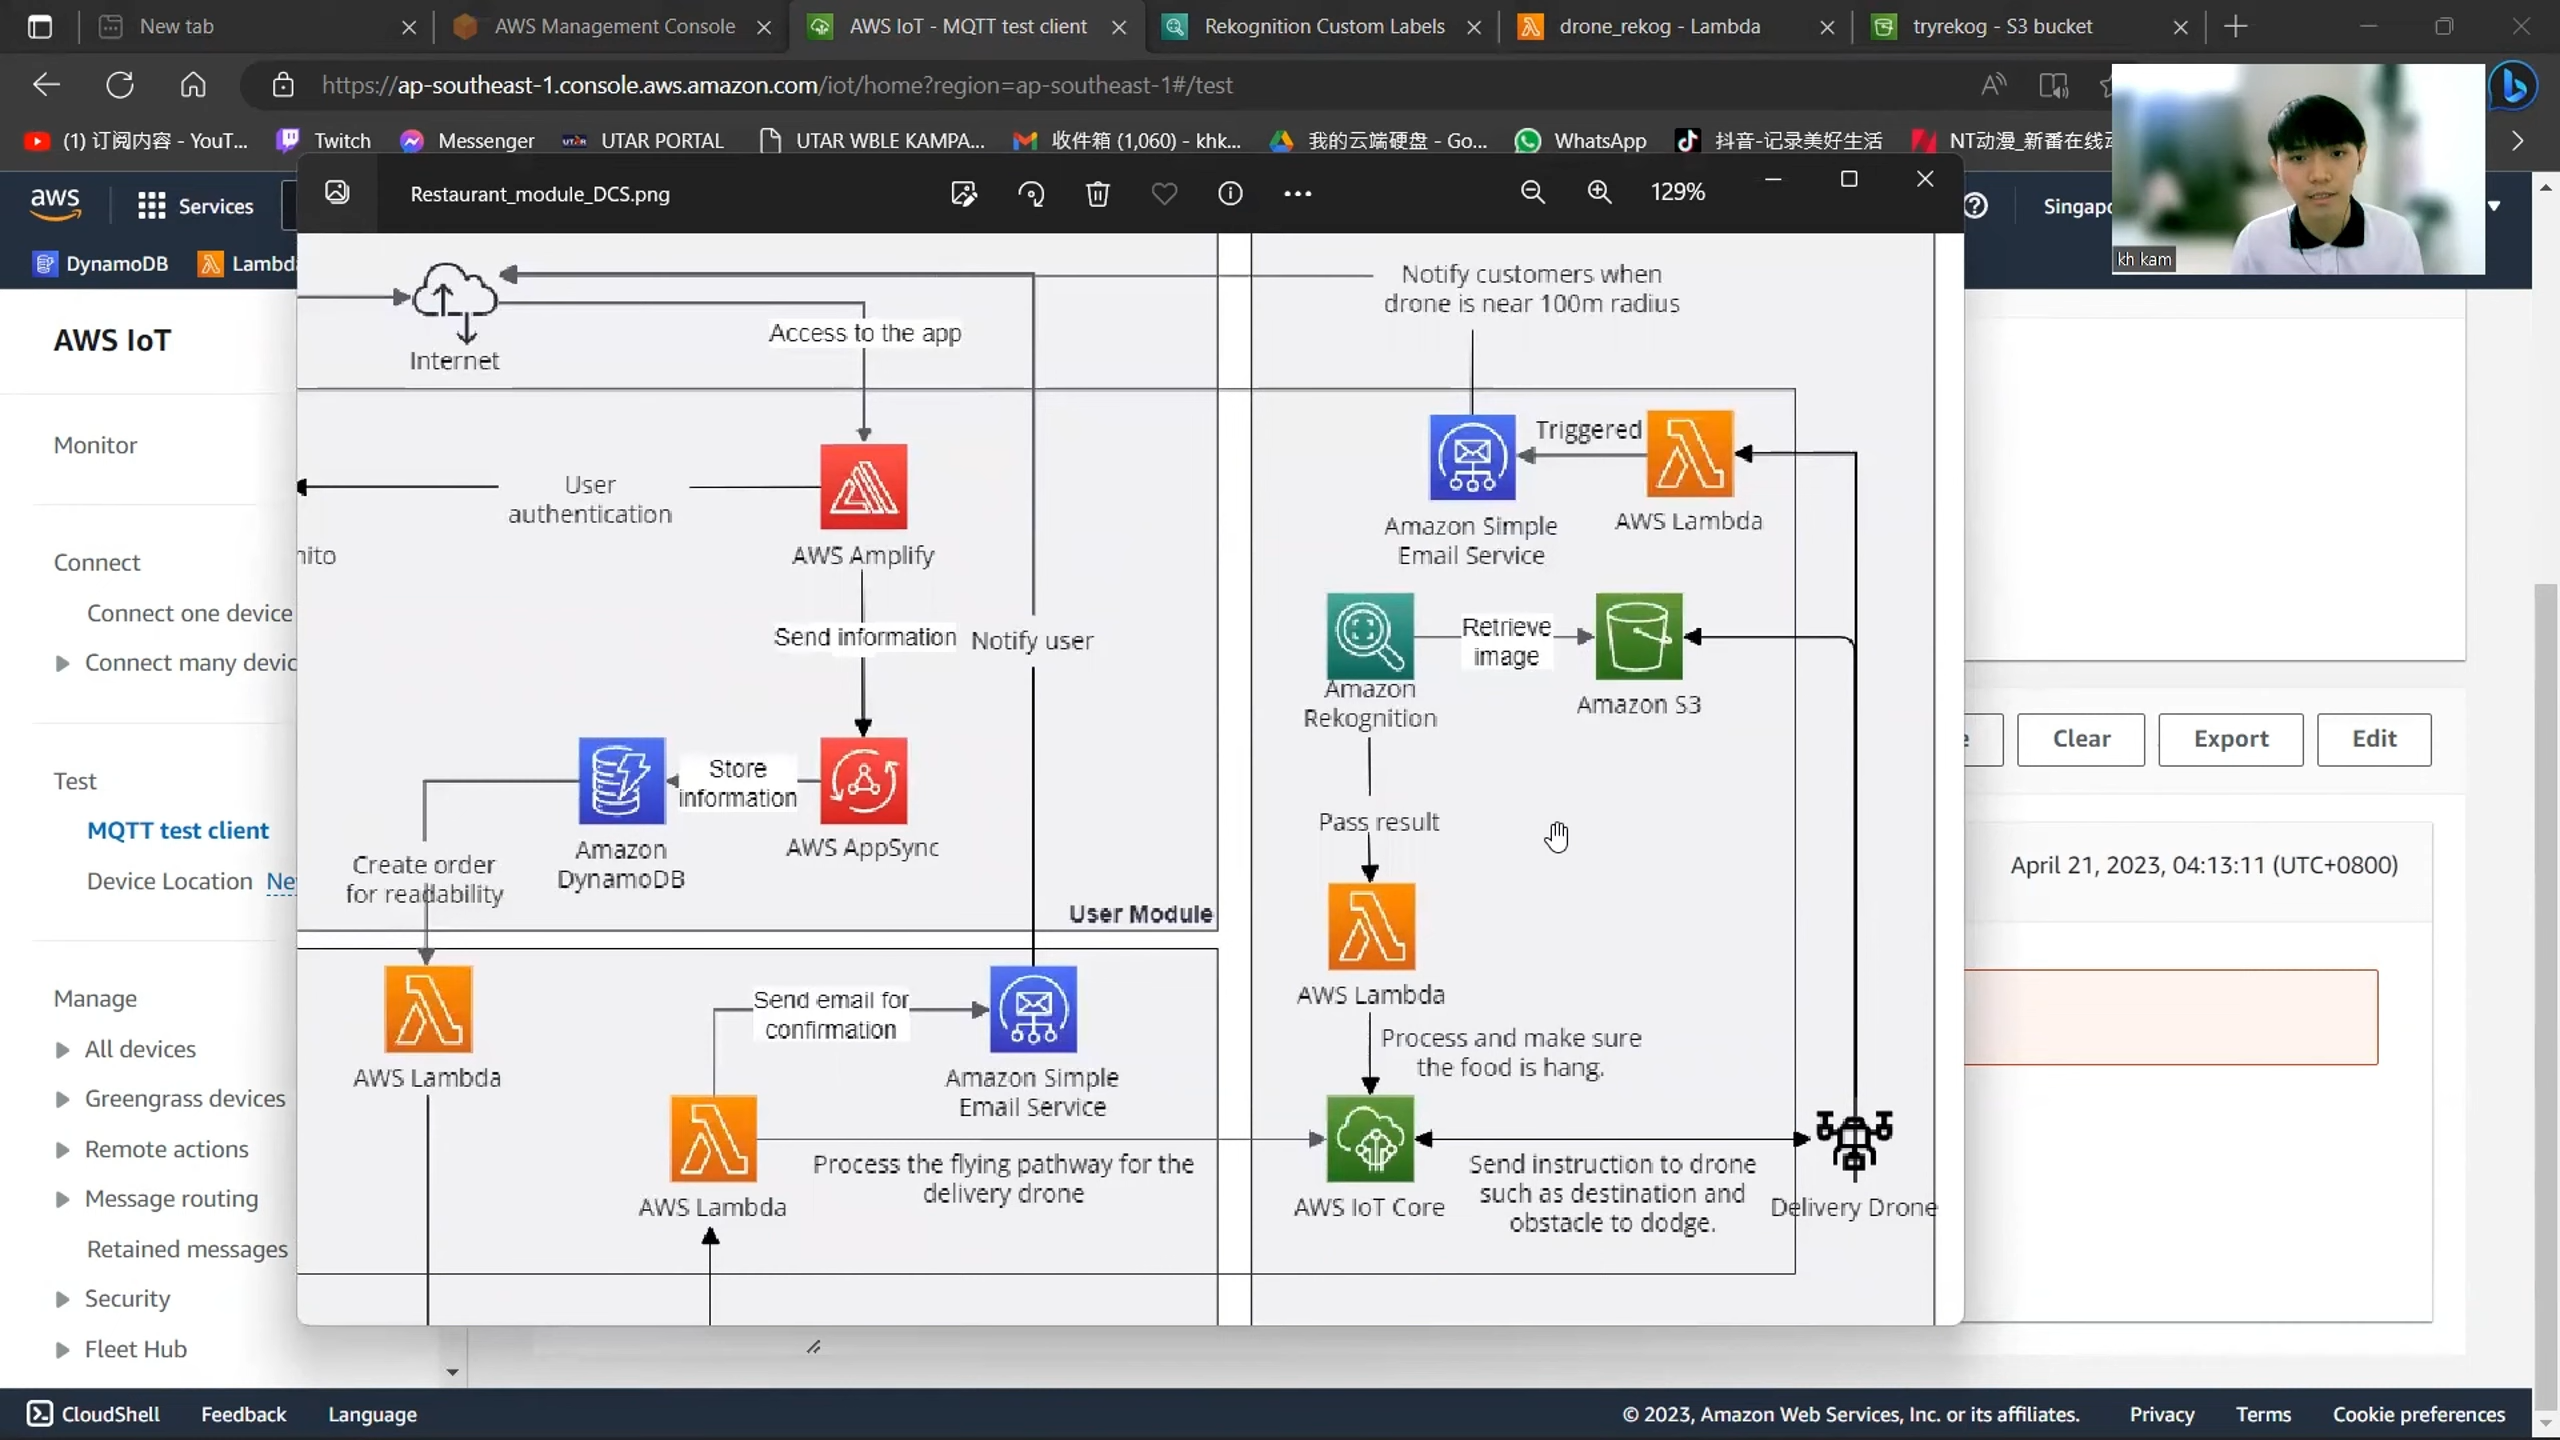 New tab
AWS Management Console
AWS IoT - MQTT test client
Rekognition Custom Labels
drone_rekog - Lambda
tryrekog - S3 bucket
https://ap-southeast-1.console.aws.amazon.com/iot/home?region=ap-southeast-1#/test
(1) 订阅内容 - YouT...
Twitch
Messenger
UTAR PORTAL
UTAR WBLE KAMPA...
收件箱 (1,060) - khk...
我的云端硬盘 - Go...
WhatsApp
抖音-记录美好生活
NT动漫_新番在线动
kh kam
aws
Services
Restaurant_module_DCS.png
129%
Singapo
DynamoDB
Lambd
AWS IoT
Monitor
Connect
Connect one device
Connect many devic
Test
MQTT test client
Device Location Ne
Manage
All devices
Greengrass devices
Remote actions
Message routing
Retained messages
Security
Fleet Hub
Internet
Access to the app
Notify customers when
drone is near 100m radius
User
authentication
nito
AWS Amplify
Triggered
Amazon Simple
Email Service
AWS Lambda
Send information
Notify user
Retrieve
image
Amazon
Rekognition
Amazon S3
Store
information
Amazon
DynamoDB
AWS AppSync
Create order
for readability
User Module
Pass result
AWS Lambda
Process and make sure
the food is hang.
AWS Lambda
Send email for
confirmation
Amazon Simple
Email Service
AWS Lambda
Process the flying pathway for the
delivery drone
AWS IoT Core
Send instruction to drone
such as destination and
obstacle to dodge.
Delivery Drone
e
Clear
Export
Edit
April 21, 2023, 04:13:11 (UTC+0800)
CloudShell
Feedback
Language
© 2023, Amazon Web Services, Inc. or its affiliates.
Privacy
Terms
Cookie preferences